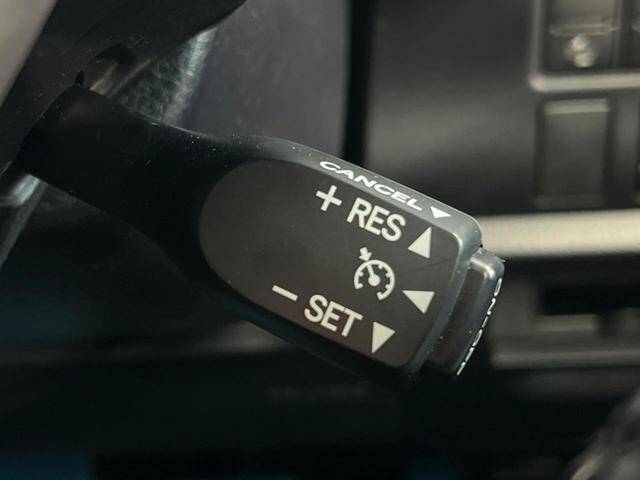 CANCEL ▼
+ RES ▲
- SET ▼